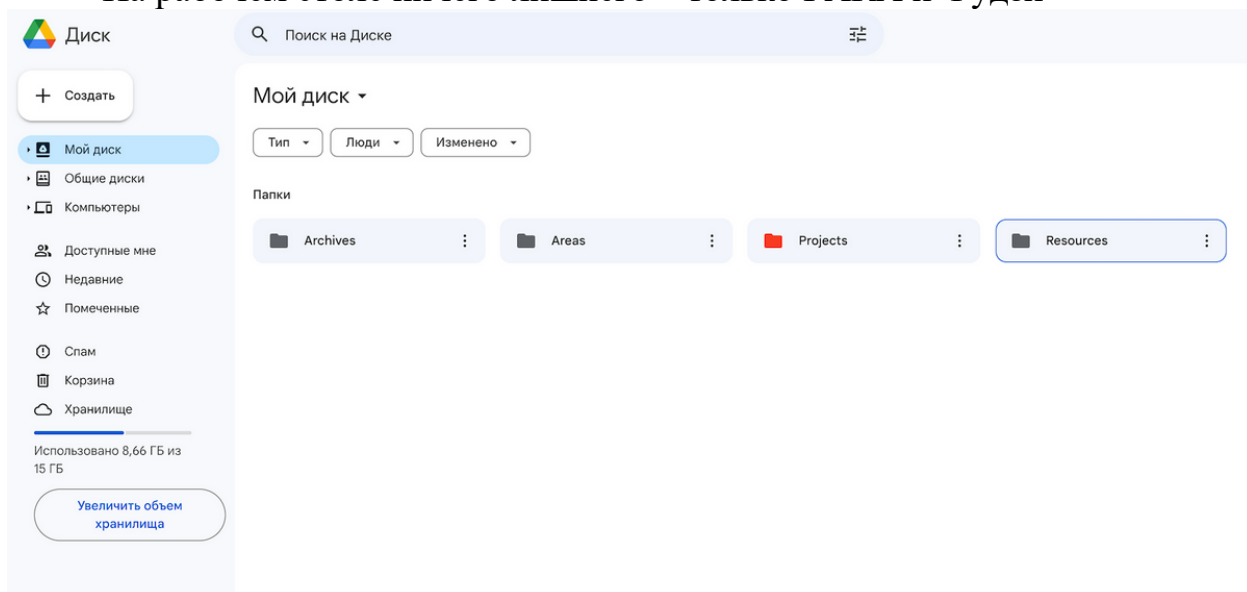 Диск
Поиск на Диске
Создать
Мой диск
Общие диски
Компьютеры
Доступные мне
Недавние
Помеченные
Спам
Корзина
Хранилище
Использовано 8,66 ГБ из
15 ГБ
Увеличить объем
хранилища
Мой диск
Тип
Люди
Изменено
Папки
Archives
Areas
Projects
Resources